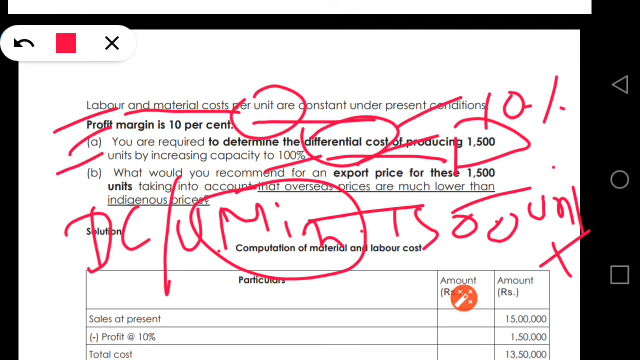 Labour and material costs per unit are constant under present conditions.
Profit margin is 10 per cent.
10%
(a) You are required to determine the differential cost of producing 1,500
units by increasing capacity to 100%.
(b) What would you recommend for an export price for these 1,500
units taking into account that overseas prices are much lower than
indigenous prices?
DC/U Min 1500 unit
Solution
Computation of material and labour cost
Particulars Amount (Rs.) Amount (Rs.)
Sales at present 15,00,000
(-) Profit @ 10% 1,50,000
Total cost 13,50,000